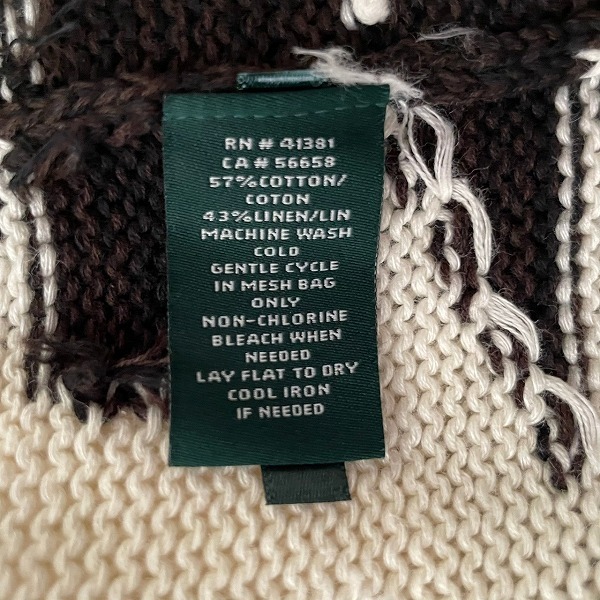 RN # 41381
CA # 56658
57%COTTON/
COTON
43%LINEN/LIN
MACHINE WASH
COLD
GENTLE CYCLE
IN MESH BAG
ONLY
NON-CHLORINE
BLEACH WHEN
NEEDED
LAY FLAT TO DRY
COOL IRON
IF NEEDED